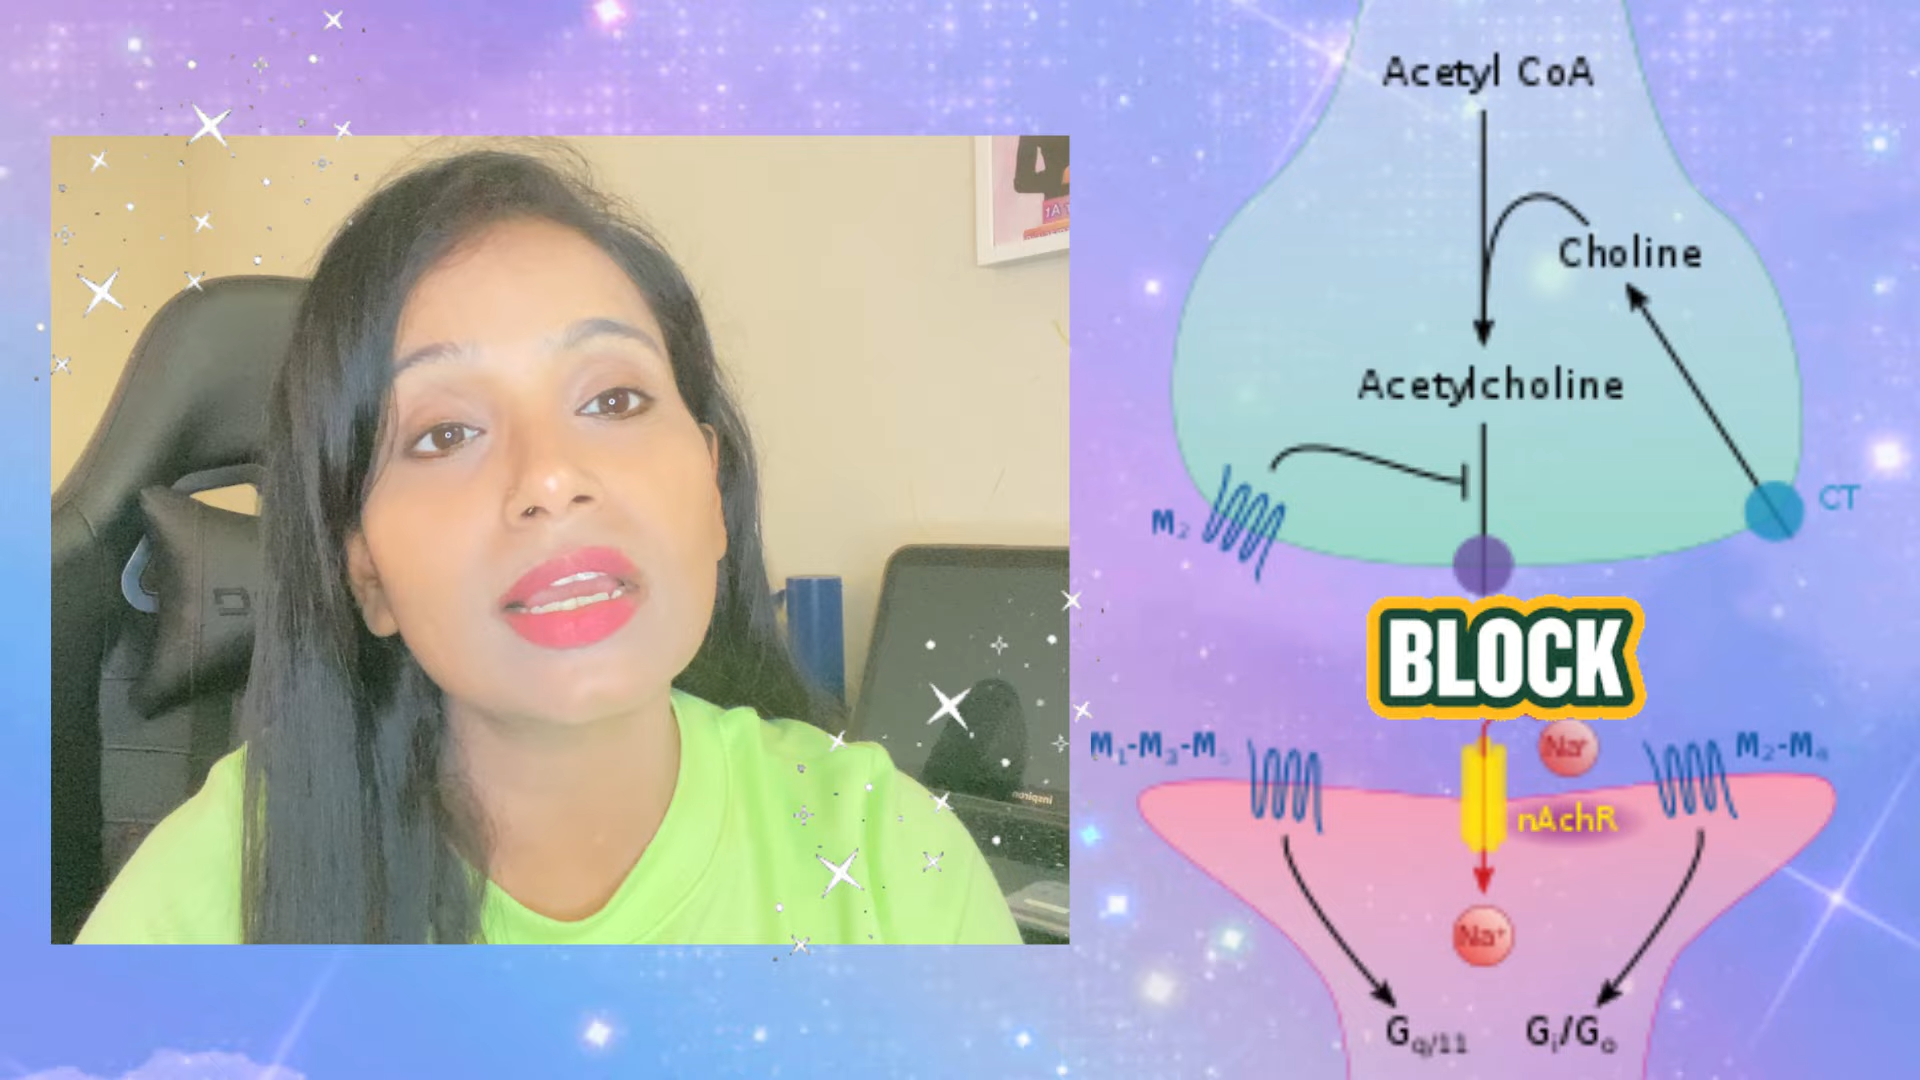 Acetyl CoA
Choline
Acetylcholine
M₂
CT
BLOCK
M₁-M₃-M₅
Na⁺
M₂-M₄
nAchR
Na⁺
Gq/11
Gi/Go
inspiron